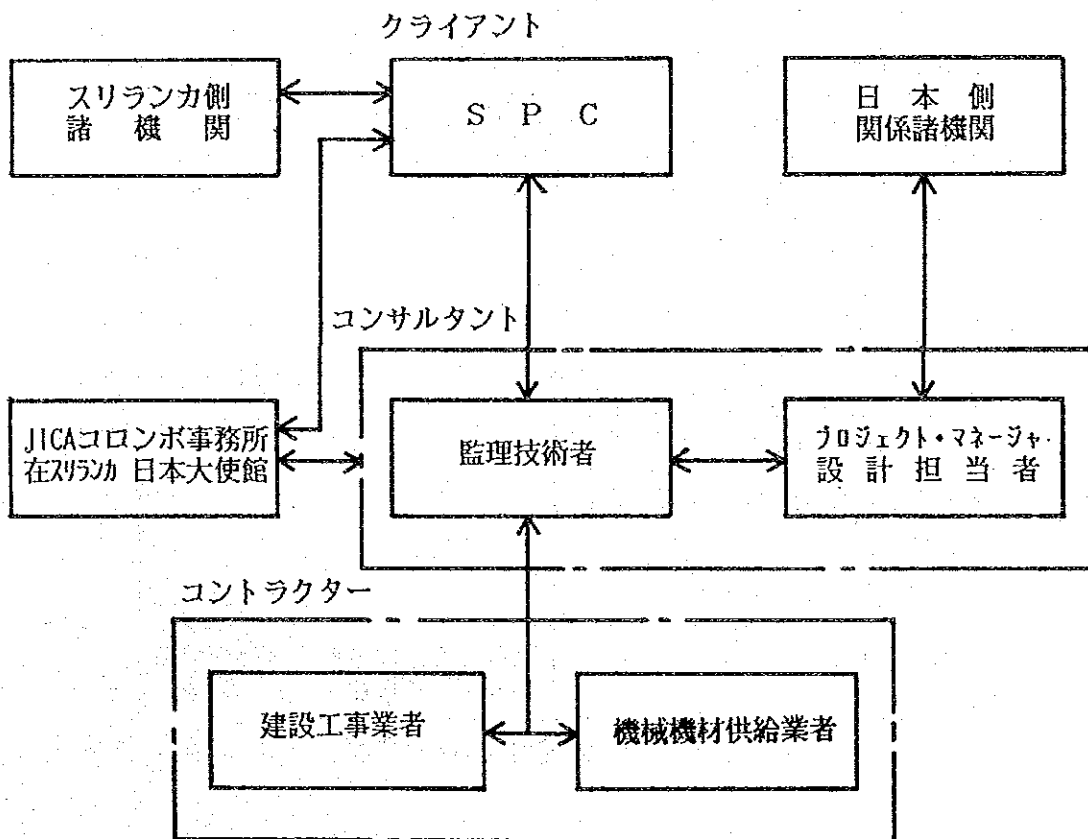 クライアント
スリランカ側
諸機関
SPC
日本側
関係諸機関
コンサルタント
JICAコロンボ事務所
在スリランカ 日本大使館
監理技術者
プロジェクト・マネージャ
設計担当者
コントラクター
建設工事業者
機械機材供給業者